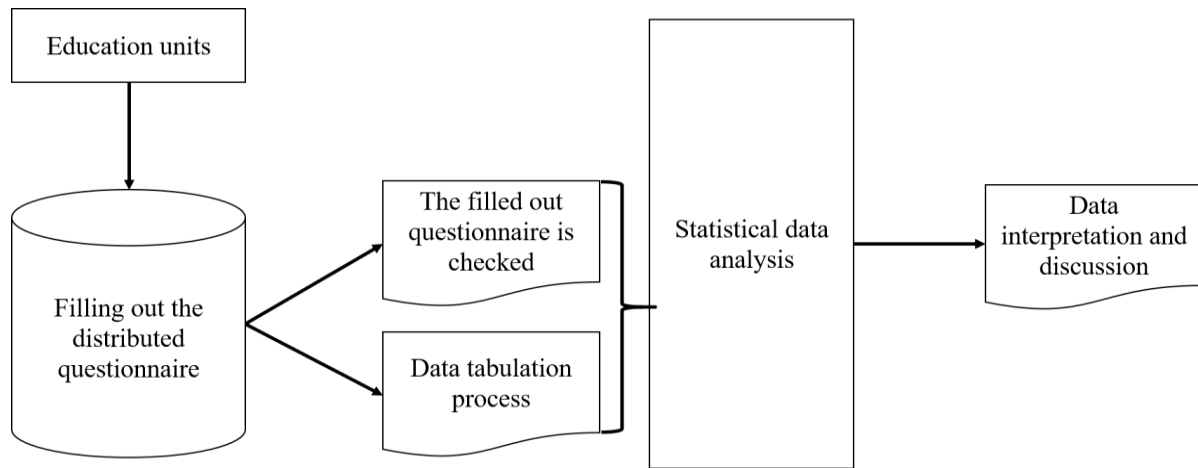 Education units
Filling out the
distributed
questionnaire
The filled out
questionnaire is
checked
Data tabulation
process
Statistical data
analysis
Data
interpretation and
discussion